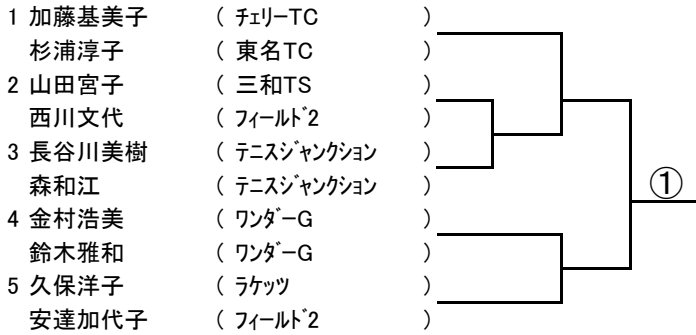 1 加藤基美子 ( ﾁｪﾘｰTC )
杉浦淳子 ( 東名TC )
2 山田宮子 ( 三和TS )
西川文代 ( ﾌｨｰﾙﾄﾞ2 )
3 長谷川美樹 ( ﾃﾆｽｼﾞｬﾝｸｼｮﾝ )
森和江 ( ﾃﾆｽｼﾞｬﾝｸｼｮﾝ )
①
4 金村浩美 ( ﾜﾝﾀﾞｰG )
鈴木雅和 ( ﾜﾝﾀﾞｰG )
5 久保洋子 ( ﾗｹｯﾂ )
安達加代子 ( ﾌｨｰﾙﾄﾞ2 )